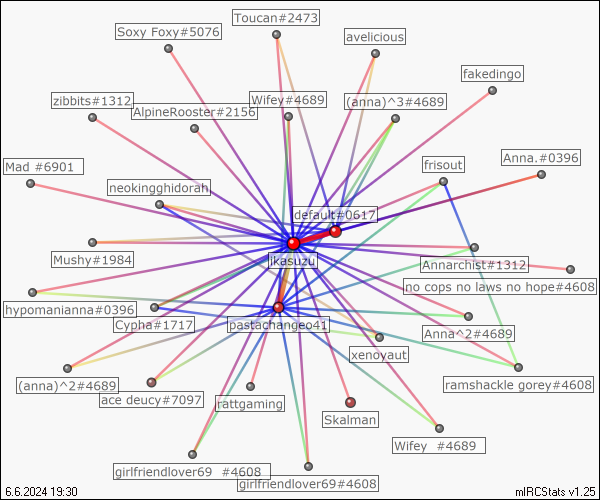 Toucan#2473
Soxy Foxy#5076
avelicious
fakedingo
zibbits#1312
AlpineRooster#2156
Wifey#4689
(anna)^3#4689
Mad #6901
neokingghidorah
frisout
Anna.#0396
default#0617
jikasuzu
Mushy#1984
Annarchist#1312
no cops no laws no hope#4608
hypomanianna#0396
Cypha#1717
pastachangeo41
Anna^2#4689
xenoyaut
(anna)^2#4689
ace deucy#7097
rattgaming
Skalman
ramshackle gorey#4608
Wifey #4689
girlfriendlover69 #4608
girlfriendlover69#4608
6.6.2024 19:30
mIRCStats v1.25